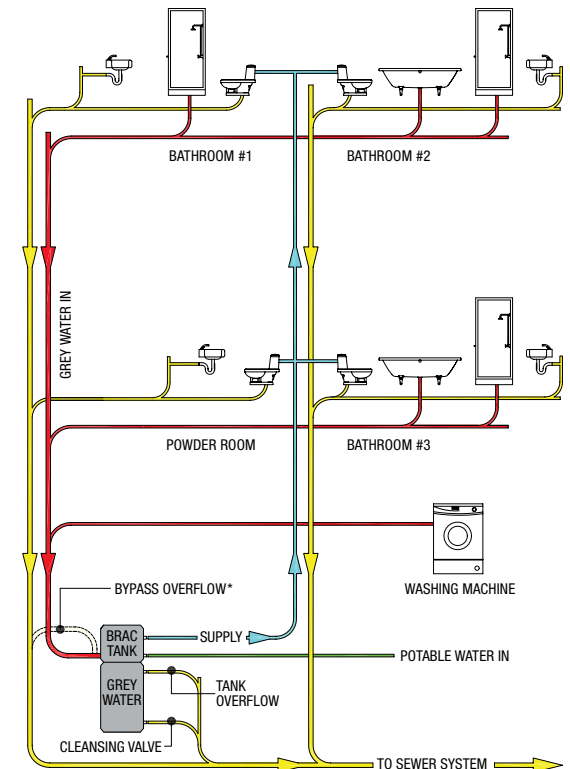 BATHROOM #1
BATHROOM #2
GREY WATER IN
POWDER ROOM
BATHROOM #3
WASHING MACHINE
BYPASS OVERFLOW*
BRAC
TANK
SUPPLY
POTABLE WATER IN
GREY
WATER
TANK
OVERFLOW
CLEANSING VALVE
TO SEWER SYSTEM